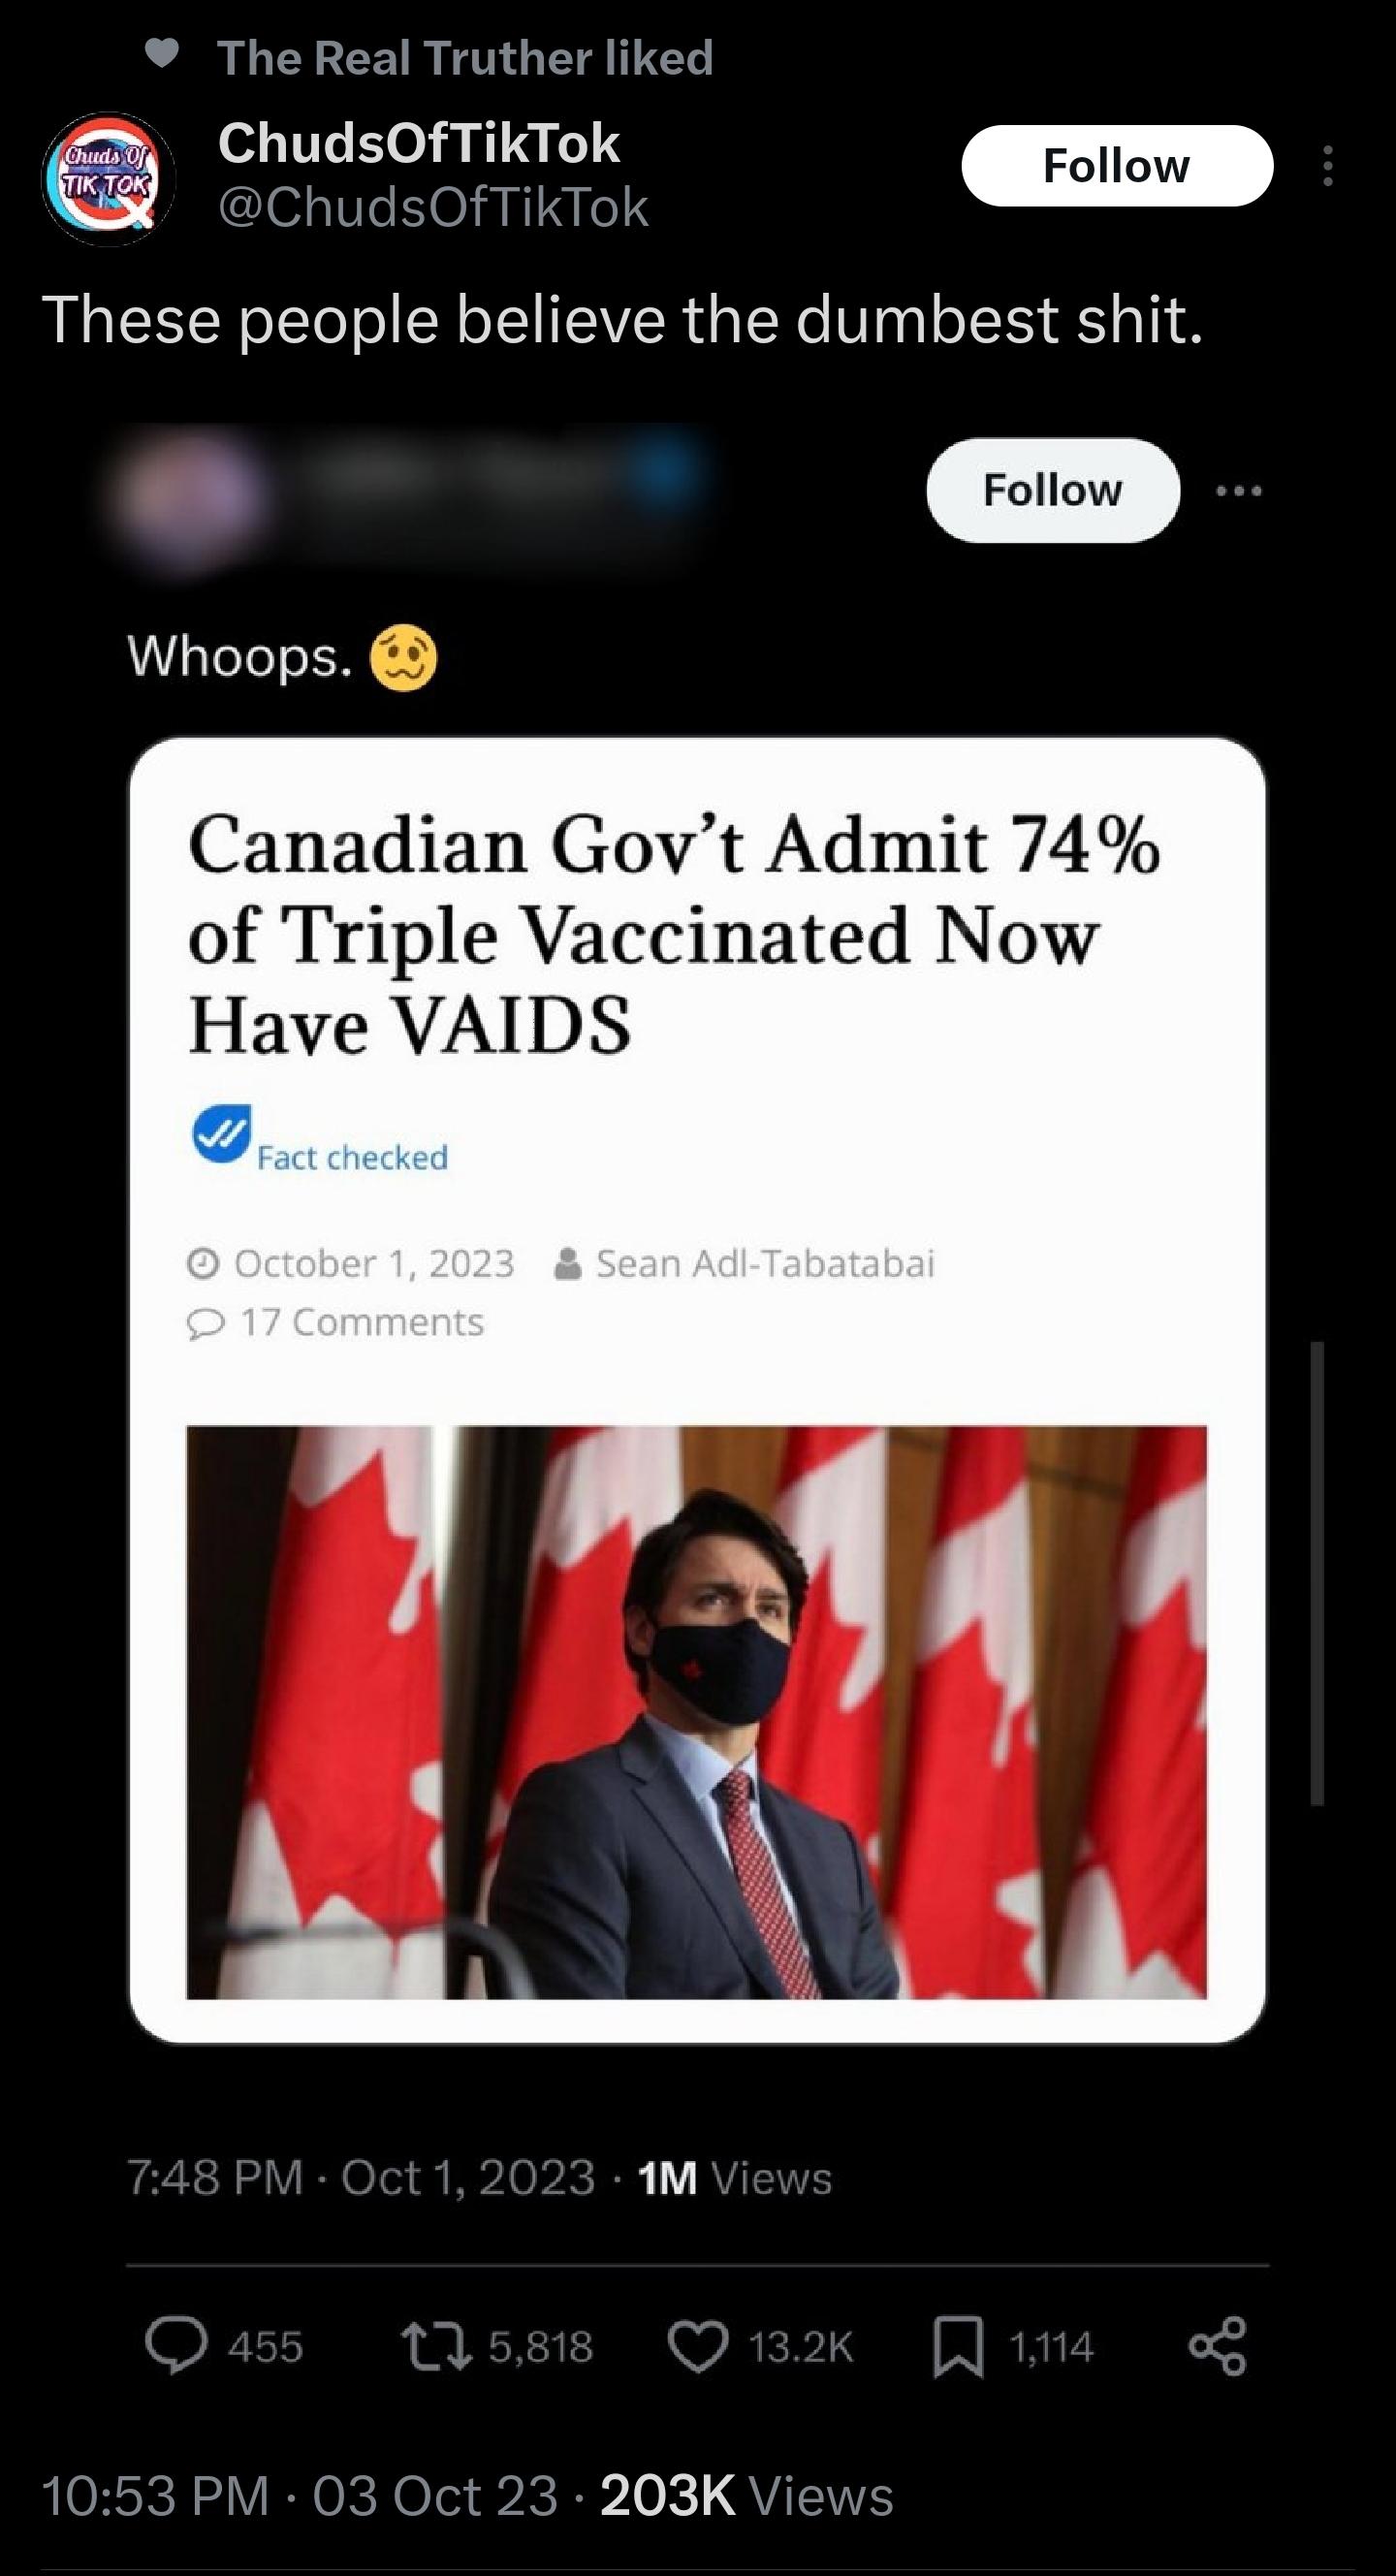 The Real Truther liked
Chuds Of
TIK TOK
ChudsOfTikTok
Follow
@ChudsOfTikTok
These people believe the dumbest shit.
Follow
Whoops. 🥴
Canadian Gov’t Admit 74%
of Triple Vaccinated Now
Have VAIDS
Fact checked
October 1, 2023 Sean Adl-Tabatabai
17 Comments
7:48 PM · Oct 1, 2023 · 1M Views
455 5,818 13.2K 1,114
10:53 PM · 03 Oct 23 · 203K Views